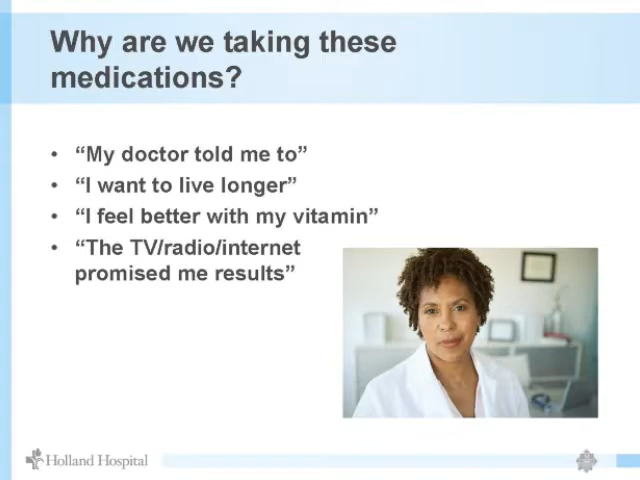 Why are we taking these
medications?
• “My doctor told me to”
• “I want to live longer”
• “I feel better with my vitamin”
• “The TV/radio/internet
promised me results”
Holland Hospital